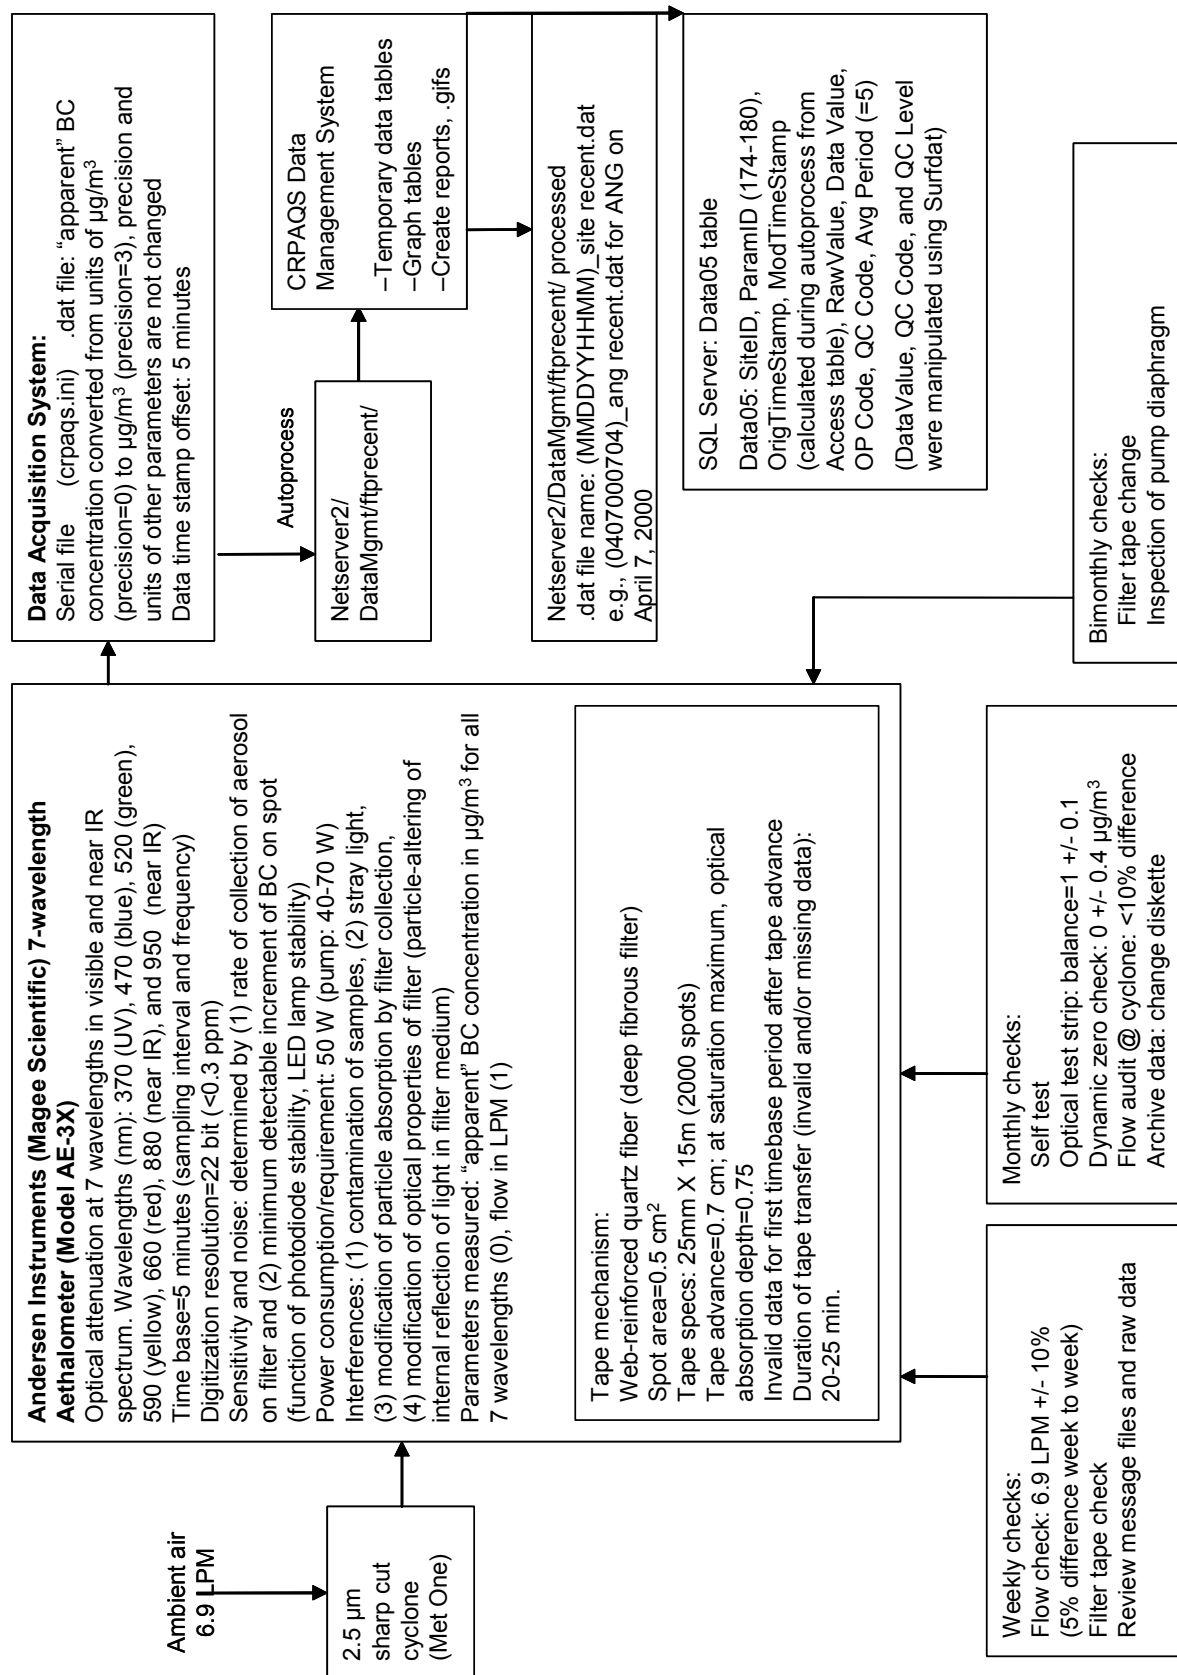 Ambient air
6.9 LPM
2.5 µm
sharp cut
cyclone
(Met One)
Andersen Instruments (Magee Scientific) 7-wavelength
Aethalometer (Model AE-3X)
Optical attenuation at 7 wavelengths in visible and near IR
spectrum. Wavelengths (nm): 370 (UV), 470 (blue), 520 (green),
590 (yellow), 660 (red), 880 (near IR), and 950 (near IR)
Time base=5 minutes (sampling interval and frequency)
Digitization resolution=22 bit (<0.3 ppm)
Sensitivity and noise: determined by (1) rate of collection of aerosol
on filter and (2) minimum detectable increment of BC on spot
(function of photodiode stability, LED lamp stability)
Power consumption/requirement: 50 W (pump: 40-70 W)
Interferences: (1) contamination of samples, (2) stray light,
(3) modification of particle absorption by filter collection,
(4) modification of optical properties of filter (particle-altering of
internal reflection of light in filter medium)
Parameters measured: “apparent” BC concentration in µg/m³ for all
7 wavelengths (0), flow in LPM (1)
Tape mechanism:
Web-reinforced quartz fiber (deep fibrous filter)
Spot area=0.5 cm²
Tape specs: 25mm X 15m (2000 spots)
Tape advance=0.7 cm; at saturation maximum, optical
absorption depth=0.75
Invalid data for first timebase period after tape advance
Duration of tape transfer (invalid and/or missing data):
20-25 min.
Data Acquisition System:
Serial file (crpaqs.ini) .dat file: “apparent” BC
concentration converted from units of µg/m³
(precision=0) to µg/m³ (precision=3), precision and
units of other parameters are not changed
Data time stamp offset: 5 minutes
Autoprocess
Netserver2/
DataMgmt/ftprecent/
CRPAQS Data
Management System
–Temporary data tables
–Graph tables
–Create reports, .gifs
Netserver2/DataMgmt/ftprecent/ processed
.dat file name: (MMDDYYHHMM)_site recent.dat
e.g., (0407000704)_ang recent.dat for ANG on
April 7, 2000
SQL Server: Data05 table
Data05: SiteID, ParamID (174-180),
OrigTimeStamp, ModTimeStamp
(calculated during autoprocess from
Access table), RawValue, Data Value,
OP Code, QC Code, Avg Period (=5)
(DataValue, QC Code, and QC Level
were manipulated using Surfdat)
Weekly checks:
Flow check: 6.9 LPM +/- 10%
(5% difference week to week)
Filter tape check
Review message files and raw data
Monthly checks:
Self test
Optical test strip: balance=1 +/- 0.1
Dynamic zero check: 0 +/- 0.4 µg/m³
Flow audit @ cyclone: <10% difference
Archive data: change diskette
Bimonthly checks:
Filter tape change
Inspection of pump diaphragm